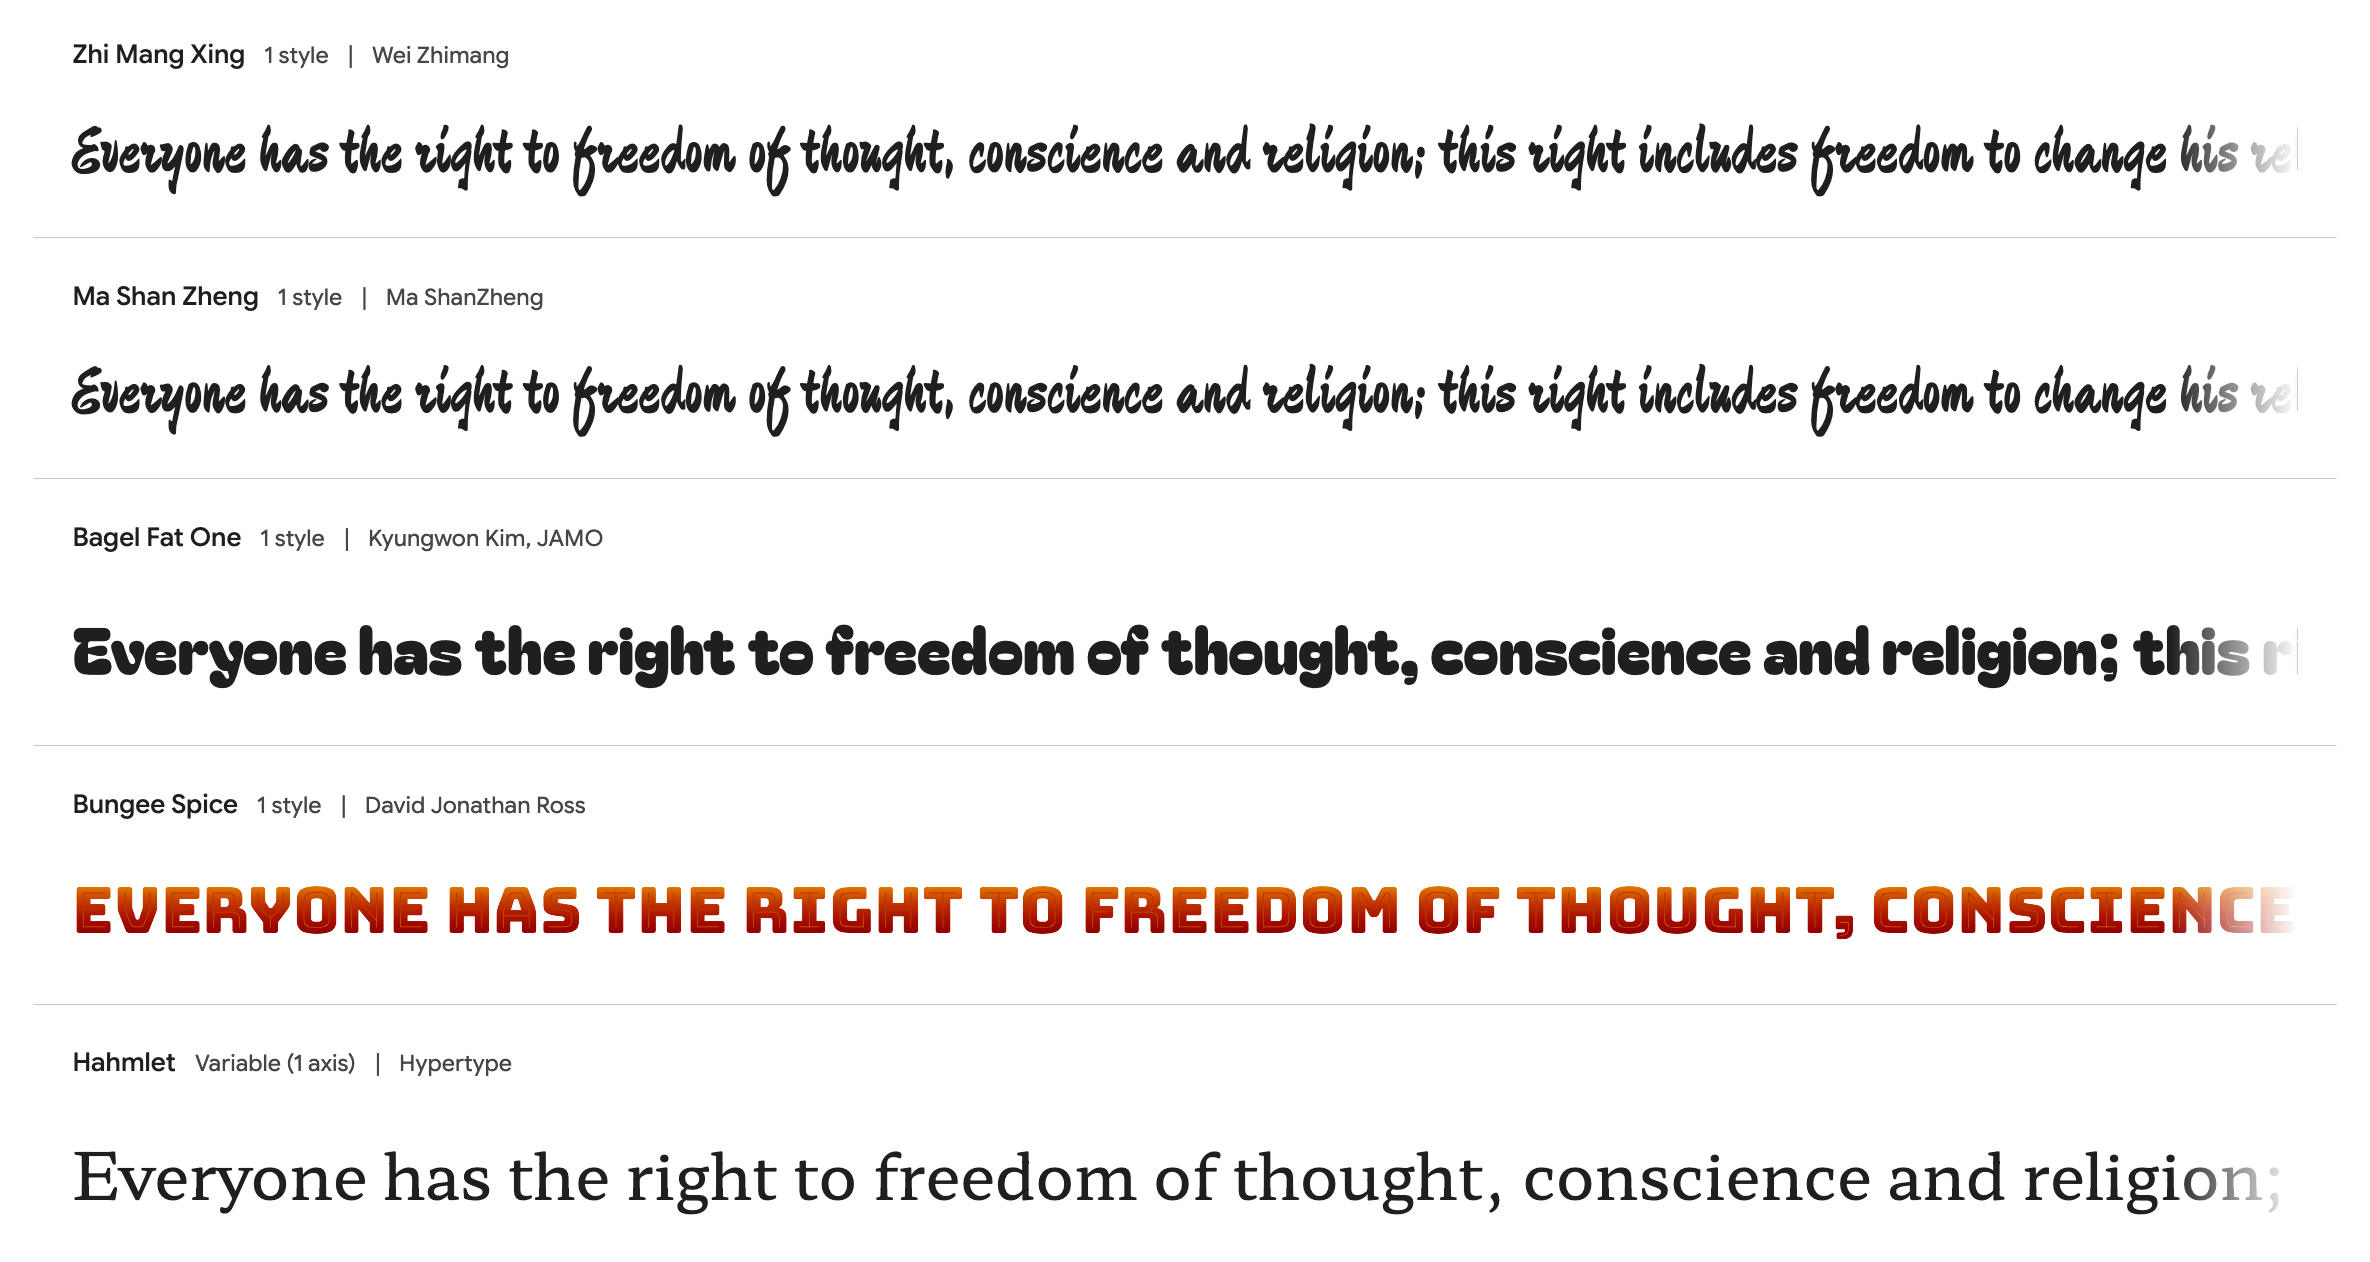 Zhi Mang Xing 1 style | Wei Zhimang
Everyone has the right to freedom of thought, conscience and religion; this right includes freedom to change his re
Ma Shan Zheng 1 style | Ma ShanZheng
Everyone has the right to freedom of thought, conscience and religion; this right includes freedom to change his re
Bagel Fat One 1 style | Kyungwon Kim, JAMO
Everyone has the right to freedom of thought, conscience and religion; this ri
Bungee Spice 1 style | David Jonathan Ross
EVERYONE HAS THE RIGHT TO FREEDOM OF THOUGHT, CONSCIENCE
Hahmlet Variable (1 axis) | Hypertype
Everyone has the right to freedom of thought, conscience and religion;